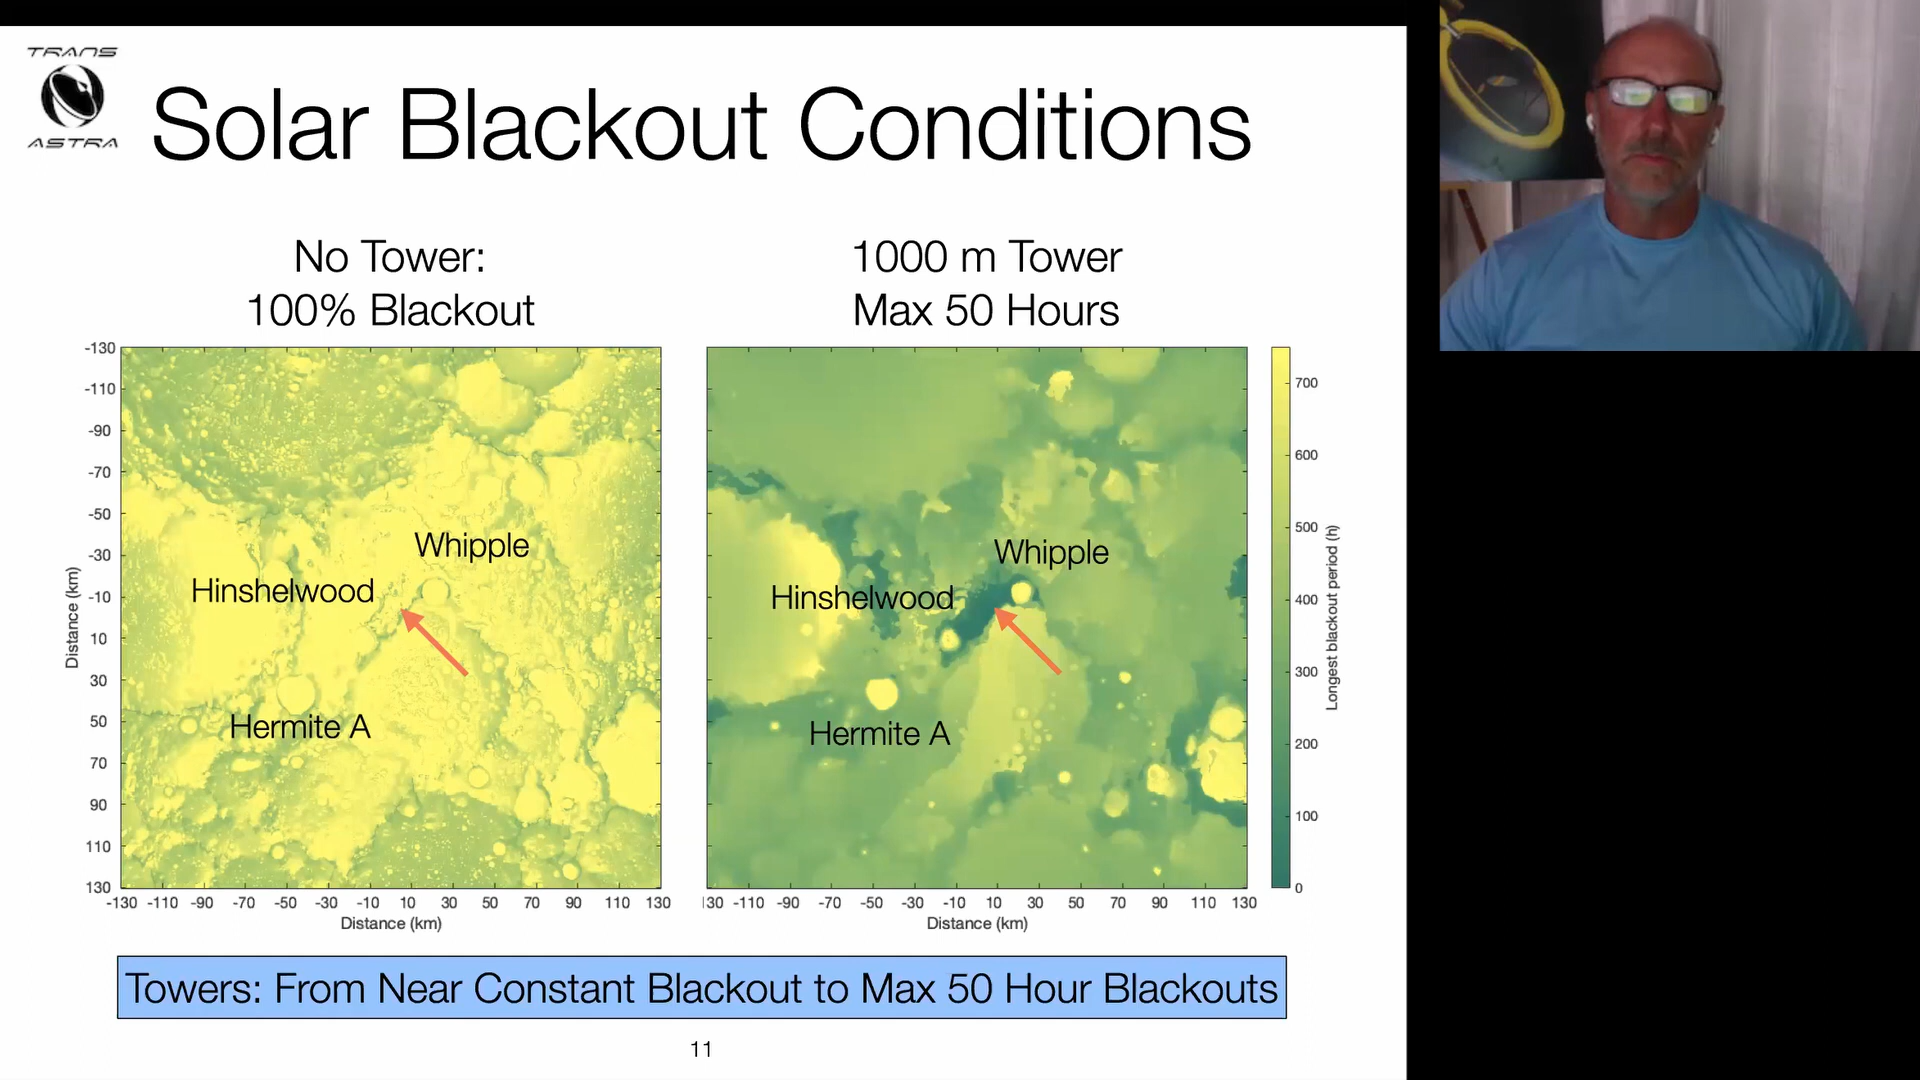 TRANS
ASTRA
Solar Blackout Conditions
No Tower:
100% Blackout
1000 m Tower
Max 50 Hours
-130
-110
-90
-70
-50
-30
-10
10
30
50
70
90
110
130
Distance (km)
Whipple
Hinshelwood
Hermite A
-130 -110 -90 -70 -50 -30 -10 10 30 50 70 90 110 130
Distance (km)
Whipple
Hinshelwood
Hermite A
130 -110 -90 -70 -50 -30 -10 10 30 50 70 90 110 130
Distance (km)
700
600
500
400
300
200
100
0
Longest blackout period (h)
Towers: From Near Constant Blackout to Max 50 Hour Blackouts
11